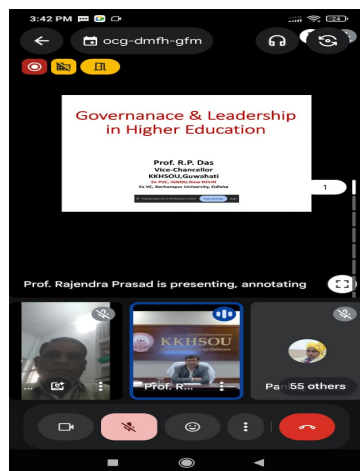 3:42 PM
24
ocg-dmfh-gfm
Governanace & Leadership
in Higher Education
Prof. R.P. Das
Vice-Chancellor
KKHSOU,Guwahati
Ex PVC, IGNOU,New DElHI
Ex VC, Berhampur University, Odisha
1
Prof. Rajendra Prasad is presenting, annotating
KKHSOU
...
Prof. R...
Pan
55 others